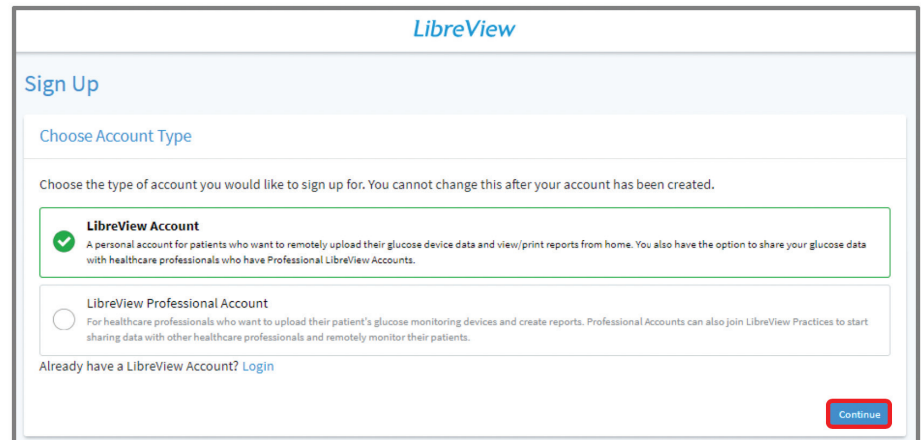 LibreView
Sign Up
Choose Account Type
Choose the type of account you would like to sign up for. You cannot change this after your account has been created.
LibreView Account
A personal account for patients who want to remotely upload their glucose device data and view/print reports from home. You also have the option to share your glucose data
with healthcare professionals who have Professional LibreView Accounts.
LibreView Professional Account
For healthcare professionals who want to upload their patient's glucose monitoring devices and create reports. Professional Accounts can also join LibreView Practices to start
sharing data with other healthcare professionals and remotely monitor their patients.
Already have a LibreView Account? Login
Continue